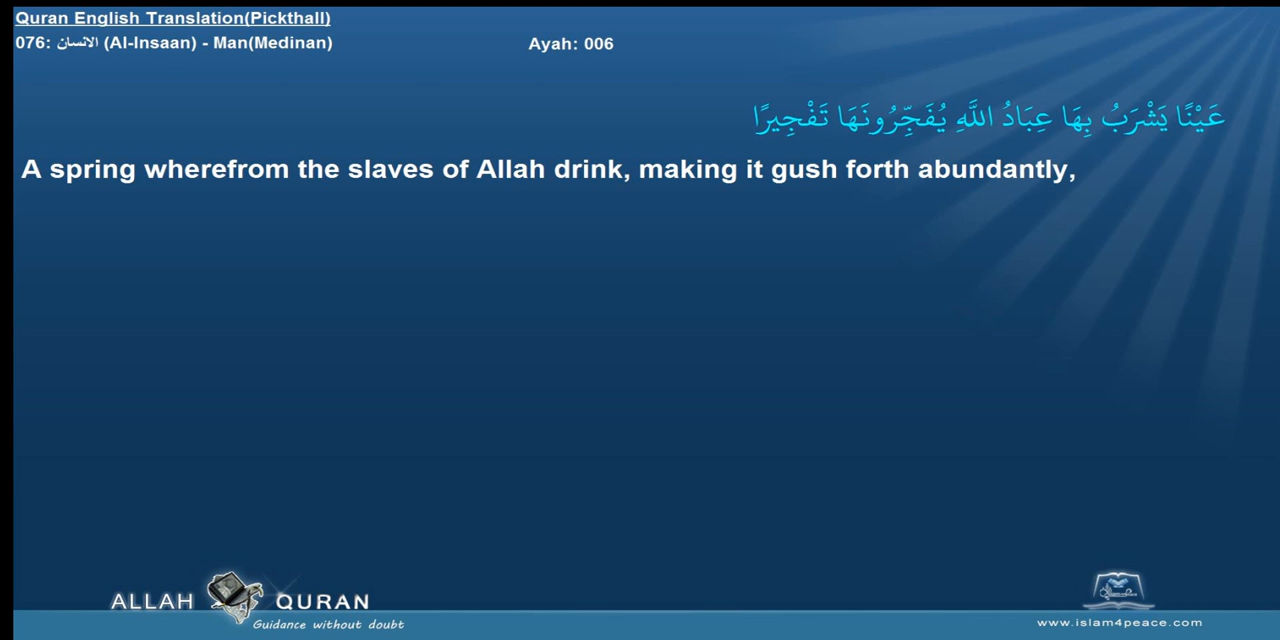 Quran English Translation(Pickthall)
076: الانسان (Al-Insaan) - Man(Medinan)
Ayah: 006
عَيْنًا يَشْرَبُ بِهَا عِبَادُ اللَّهِ يُفَجِّرُونَهَا تَفْجِيرًا
A spring wherefrom the slaves of Allah drink, making it gush forth abundantly,
ALLAH QURAN
Guidance without doubt
www.islam4peace.com